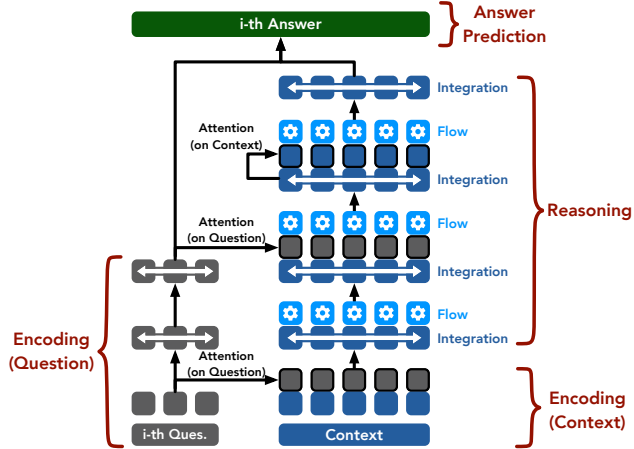 i-th Answer
Answer
Prediction
Integration
Attention
(on Context)
Flow
Integration
Reasoning
Attention
(on Question)
Flow
Integration
Flow
Integration
Encoding
(Question)
Attention
(on Question)
Encoding
(Context)
i-th Ques.
Context